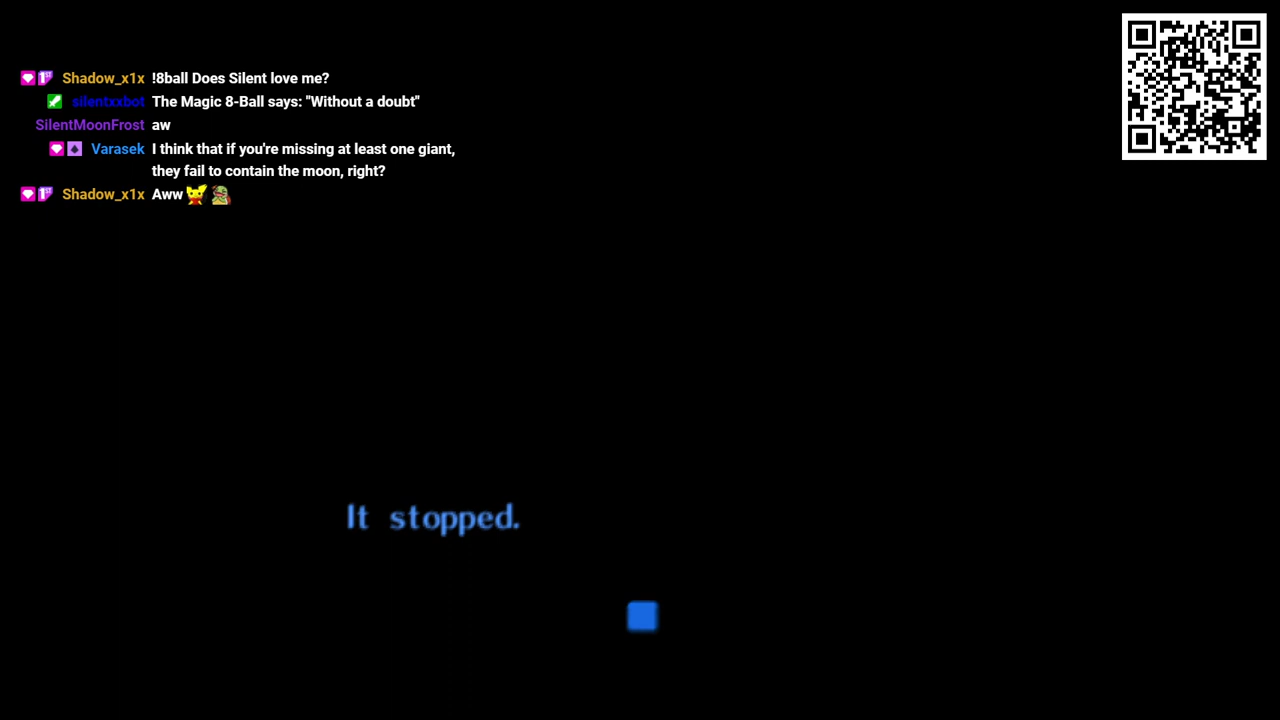 Shadow_x1x !8ball Does Silent love me?
silentxxbot The Magic 8-Ball says: "Without a doubt"
SilentMoonFrost aw
Varasek I think that if you're missing at least one giant,
they fail to contain the moon, right?
Shadow_x1x Aww
It stopped.